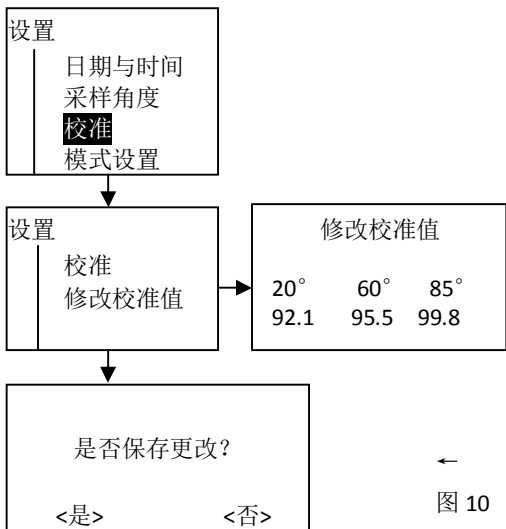 设置
日期与时间
采样角度
校准
模式设置
设置
校准
修改校准值
修改校准值
20° 60° 85°
92.1 95.5 99.8
是否保存更改？
<是> <否>
←
图 10